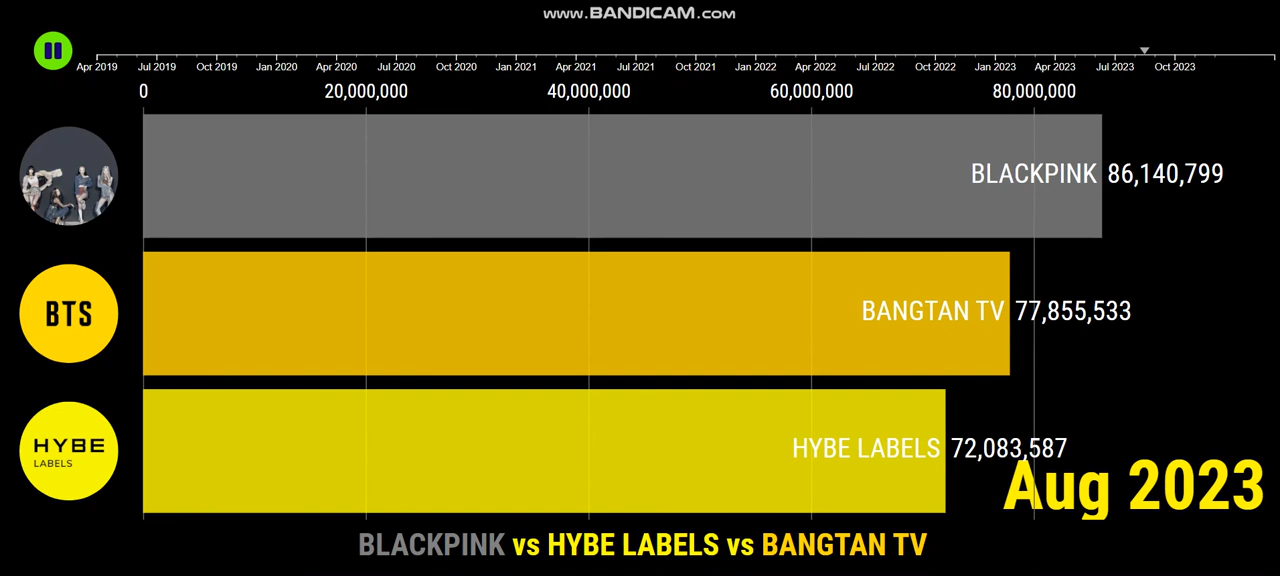 www.BANDICAM.com
Apr 2019 Jul 2019 Oct 2019 Jan 2020 Apr 2020 Jul 2020 Oct 2020 Jan 2021 Apr 2021 Jul 2021 Oct 2021 Jan 2022 Apr 2022 Jul 2022 Oct 2022 Jan 2023 Apr 2023 Jul 2023 Oct 2023
0 20,000,000 40,000,000 60,000,000 80,000,000
BLACKPINK 86,140,799
BTS BANGTAN TV 77,855,533
HYBE LABELS HYBE LABELS 72,083,587
Aug 2023
BLACKPINK vs HYBE LABELS vs BANGTAN TV